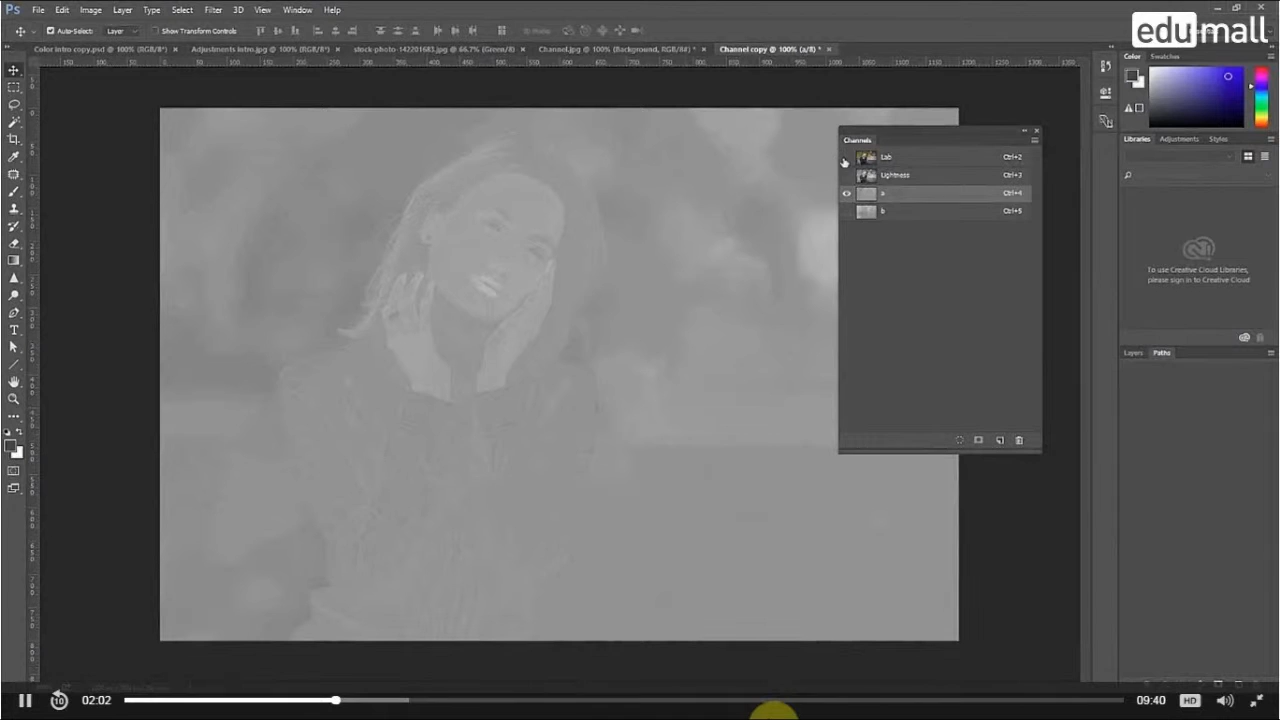 Ps File Edit Image Layer Type Select Filter 3D View Window Help
edumall
Auto-Select: Layer Show Transform Controls
Color intro copy.psd @ 100% (RGB/8*) × Adjustments intro.jpg @ 100% (RGB/8*) × stock-photo-142201683.jpg @ 66.7% (Green/8) × Channel.jpg @ (Background, RGB/8#) * × Channel copy @ 100% (a/8) * ×
Color Swatches
Channels
Lab Ctrl+2
Lightness Ctrl+3
a Ctrl+4
b Ctrl+5
Libraries Adjustments Styles
To use Creative Cloud Libraries,
please sign in to Creative Cloud
Layers Paths
10 02:02 09:40 HD